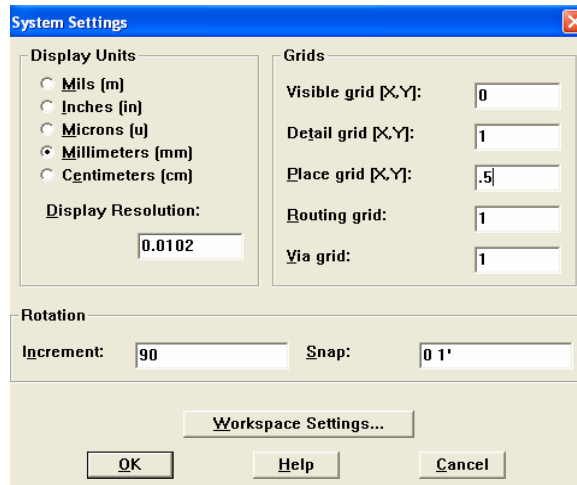 System Settings
Display Units
Mils (m)
Inches (in)
Microns (u)
Millimeters (mm)
Centimeters (cm)
Display Resolution:
0.0102
Grids
Visible grid [X,Y]:
0
Detail grid [X,Y]:
1
Place grid [X,Y]:
.5
Routing grid:
1
Via grid:
1
Rotation
Increment:
90
Snap:
0 1'
Workspace Settings...
OK
Help
Cancel